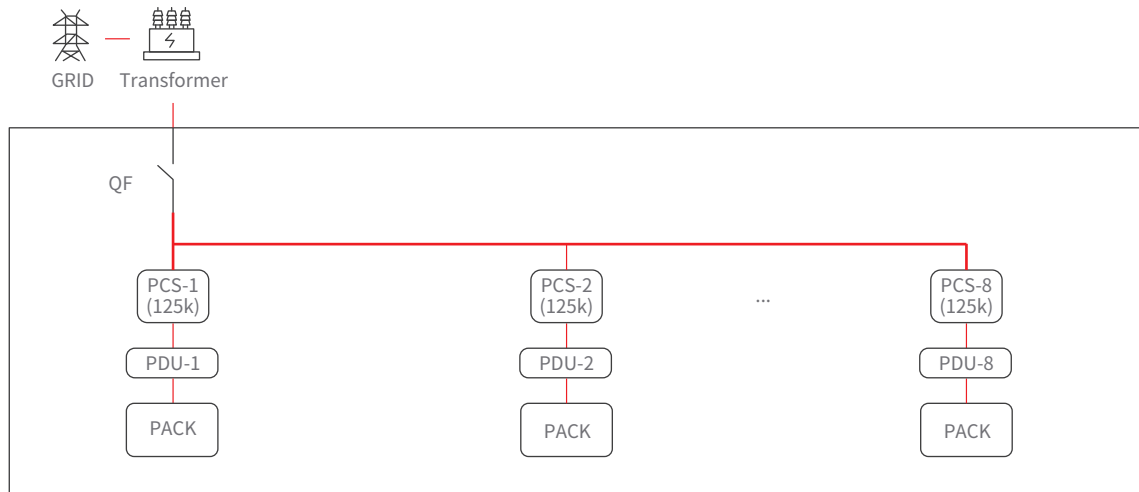 GRID
Transformer
QF
PCS-1
(125k)
PCS-2
(125k)
...
PCS-8
(125k)
PDU-1
PDU-2
PDU-8
PACK
PACK
PACK